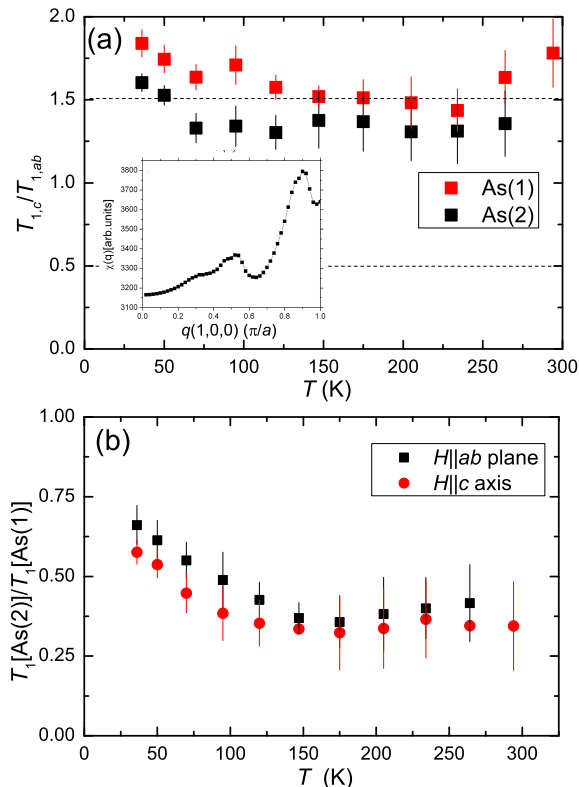 (a)
2.0
1.5
1.0
0.5
0.0
T1,c/T1,ab
As(1)
As(2)
3800
3700
3600
3500
3400
3300
3200
3100
χ(q)[arb.units]
0.0 0.2 0.4 0.6 0.8 1.0
q(1,0,0) (π/a)
0 50 100 150 200 250 300
T (K)
(b)
1.00
0.75
0.50
0.25
0.00
T1[As(2)]/T1[As(1)]
H||ab plane
H||c axis
0 50 100 150 200 250 300
T (K)